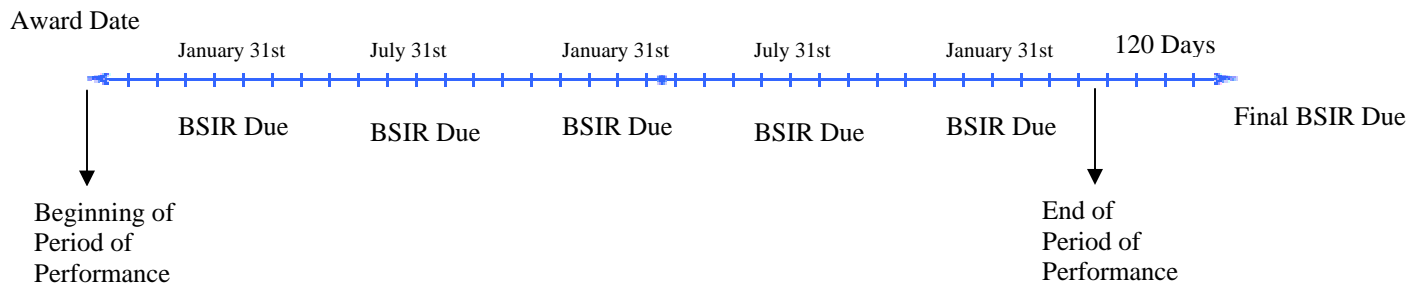 Award Date
January 31st
July 31st
January 31st
July 31st
January 31st
120 Days
BSIR Due
BSIR Due
BSIR Due
BSIR Due
BSIR Due
Final BSIR Due
Beginning of
Period of
Performance
End of
Period of
Performance